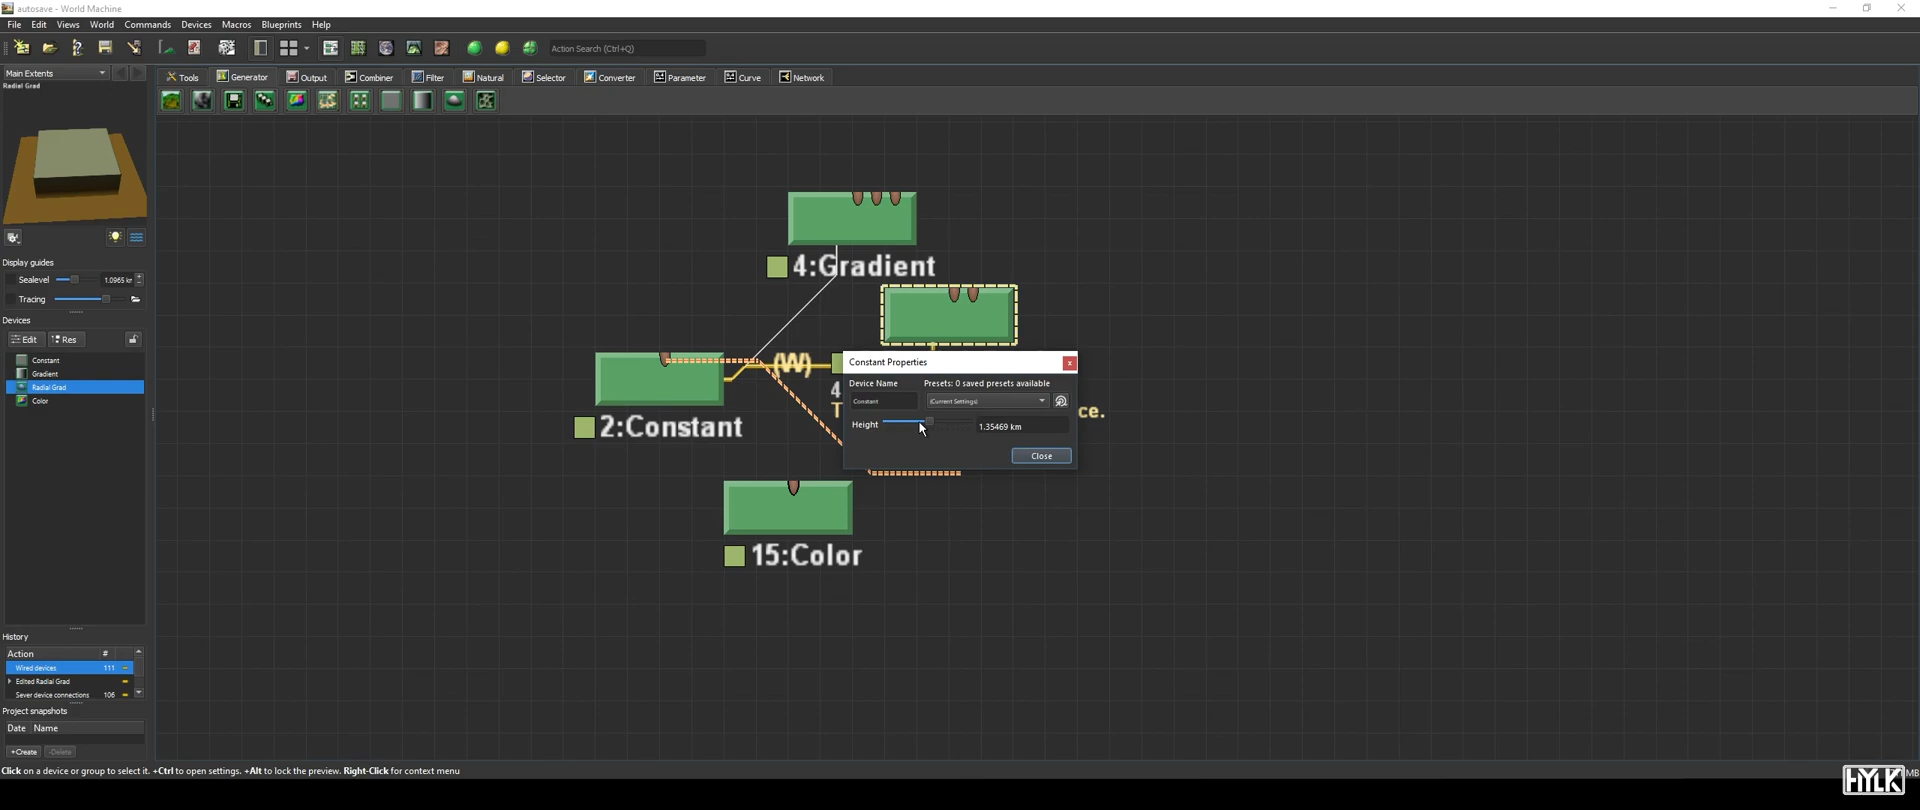 autosave - World Machine
File Edit Views World Commands Devices Macros Blueprints Help
Action Search (Ctrl+Q)
Main Extents
Tools Generator Output Combiner Filter Natural Selector Converter Parameter Curve Network
Radial Grad
Display guides
Sealevel 1.0965 kr
Tracing
Devices
Edit Res
Constant
Gradient
Radial Grad
Color
4:Gradient
(W)
4
T
ce.
2:Constant
Constant Properties
Device Name Presets: 0 saved presets available
Constant (Current Settings)
Height 1.35469 km
Close
15:Color
History
Action #
Wired devices 111
Edited Radial Grad
Sever device connections 106
Project snapshots
Date Name
+Create -Delete
Click on a device or group to select it. +Ctrl to open settings. +Alt to lock the preview. Right-Click for context menu
MB
HYLK